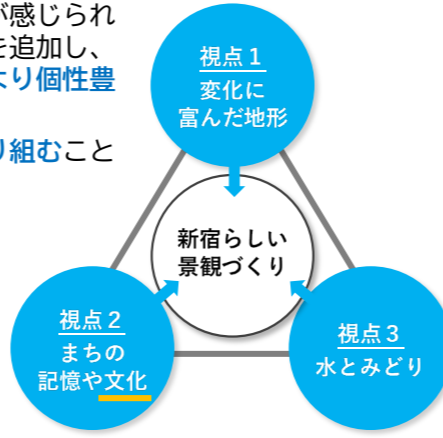 が感じられ
を追加し、
より個性豊
り組むこと
視点1
変化に
富んだ地形
新宿らしい
景観づくり
視点2
まちの
記憶や文化
視点3
水とみどり